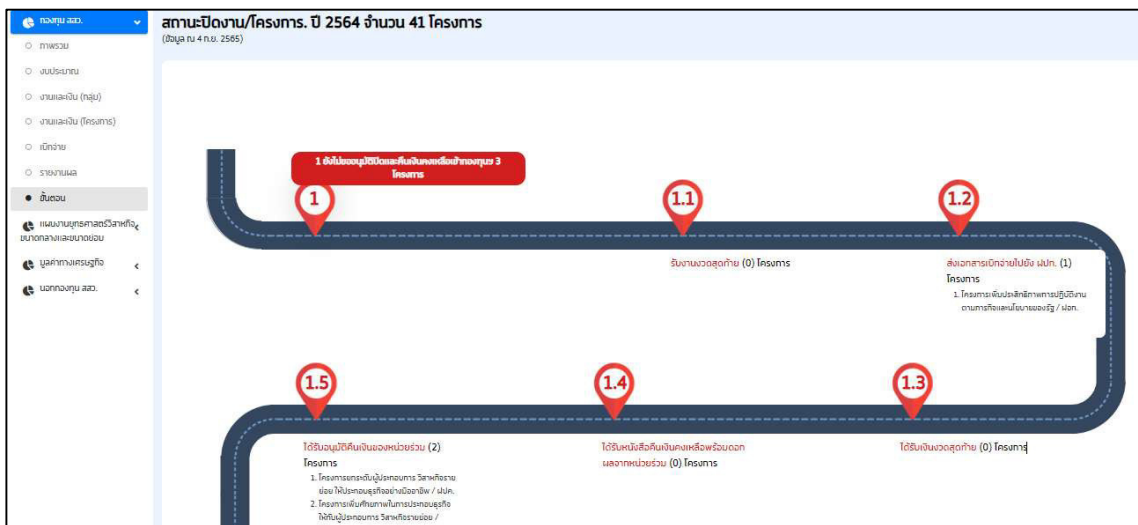 กองทุน สสว.
ภาพรวม
งบประมาณ
งานและเงิน (กลุ่ม)
งานและเงิน (โครงการ)
เบิกจ่าย
รายงานผล
ขั้นตอน
แผนงานยุทธศาสตร์วิสาหกิจ
ขนาดกลางและขนาดย่อม
มูลค่าทางเศรษฐกิจ
นอกกองทุน สสว.
สถานะปิดงาน/โครงการ. ปี 2564 จำนวน 41 โครงการ
(ข้อมูล ณ 4 ก.ย. 2565)
1 ยังไม่ขออนุมัติปิดและคืนเงินคงเหลือเข้ากองทุนฯ 3
โครงการ
1
1.1
1.2
รับงานงวดสุดท้าย (0) โครงการ
ส่งเอกสารเบิกจ่ายไปยัง ฝปก. (1)
โครงการ
1. โครงการเพิ่มประสิทธิภาพการปฏิบัติงาน
ตามภารกิจและนโยบายของรัฐ / ฝอก.
1.5
1.4
1.3
ได้รับอนุมัติคืนเงินของหน่วยร่วม (2)
โครงการ
1. โครงการยกระดับผู้ประกอบการ วิสาหกิจราย
ย่อย ให้ประกอบธุรกิจอย่างมืออาชีพ / ฝปค.
2. โครงการเพิ่มศักยภาพในการประกอบธุรกิจ
ให้กับผู้ประกอบการ วิสาหกิจรายย่อย /
ได้รับหนังสือคืนเงินคงเหลือพร้อมดอก
ผลจากหน่วยร่วม (0) โครงการ
ได้รับเงินงวดสุดท้าย (0) โครงการ